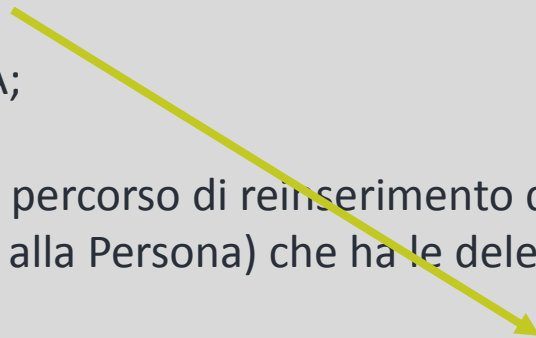 A;
percorso di reinserimento
alla Persona) che ha le dele